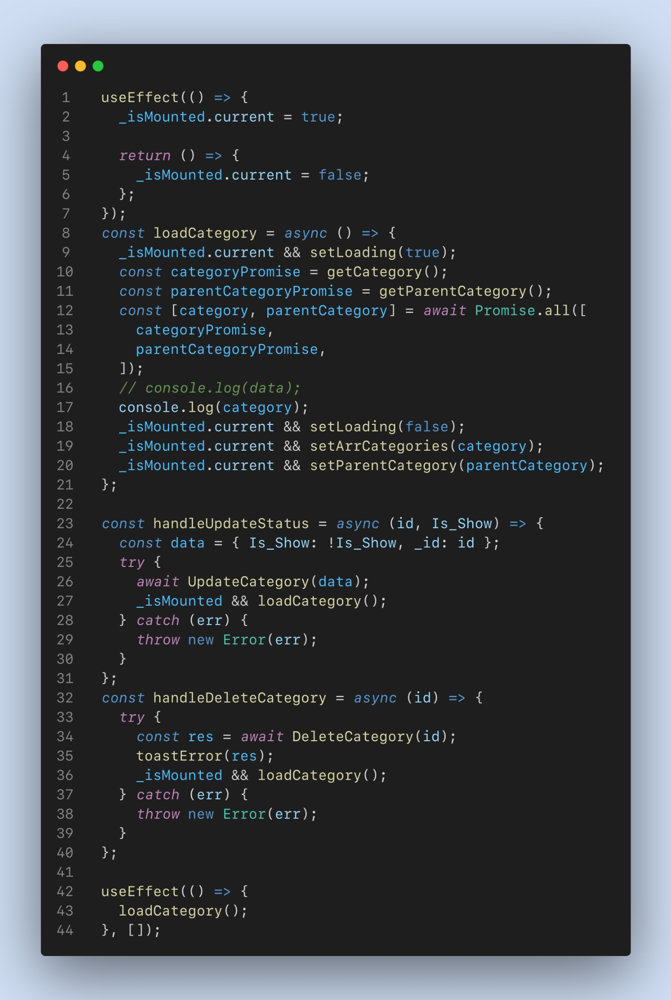 1 useEffect(() => {
2 _isMounted.current = true;
3
4 return () => {
5 _isMounted.current = false;
6 };
7 });
8 const loadCategory = async () => {
9 _isMounted.current && setLoading(true);
10 const categoryPromise = getCategory();
11 const parentCategoryPromise = getParentCategory();
12 const [category, parentCategory] = await Promise.all([
13 categoryPromise,
14 parentCategoryPromise,
15 ]);
16 // console.log(data);
17 console.log(category);
18 _isMounted.current && setLoading(false);
19 _isMounted.current && setArrCategories(category);
20 _isMounted.current && setParentCategory(parentCategory);
21 };
22
23 const handleUpdateStatus = async (id, Is_Show) => {
24 const data = { Is_Show: !Is_Show, _id: id };
25 try {
26 await UpdateCategory(data);
27 _isMounted && loadCategory();
28 } catch (err) {
29 throw new Error(err);
30 }
31 };
32 const handleDeleteCategory = async (id) => {
33 try {
34 const res = await DeleteCategory(id);
35 toastError(res);
36 _isMounted && loadCategory();
37 } catch (err) {
38 throw new Error(err);
39 }
40 };
41
42 useEffect(() => {
43 loadCategory();
44 }, []);